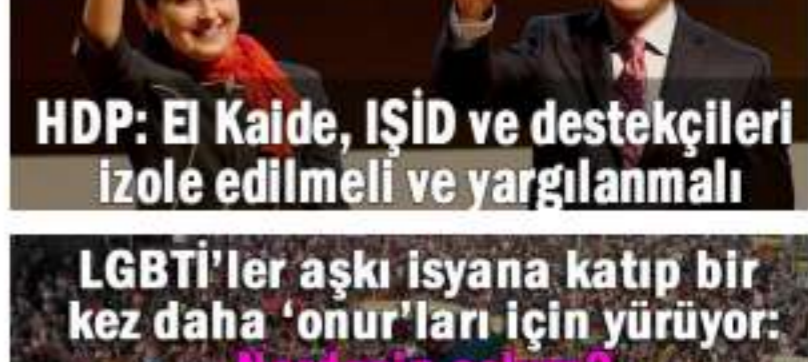 HDP: El Kaide, IŞİD ve destekçileri
izole edilmeli ve yargılanmalı
LGBTİ'ler aşkı isyana katıp bir
kez daha 'onur'ları için yürüyor: